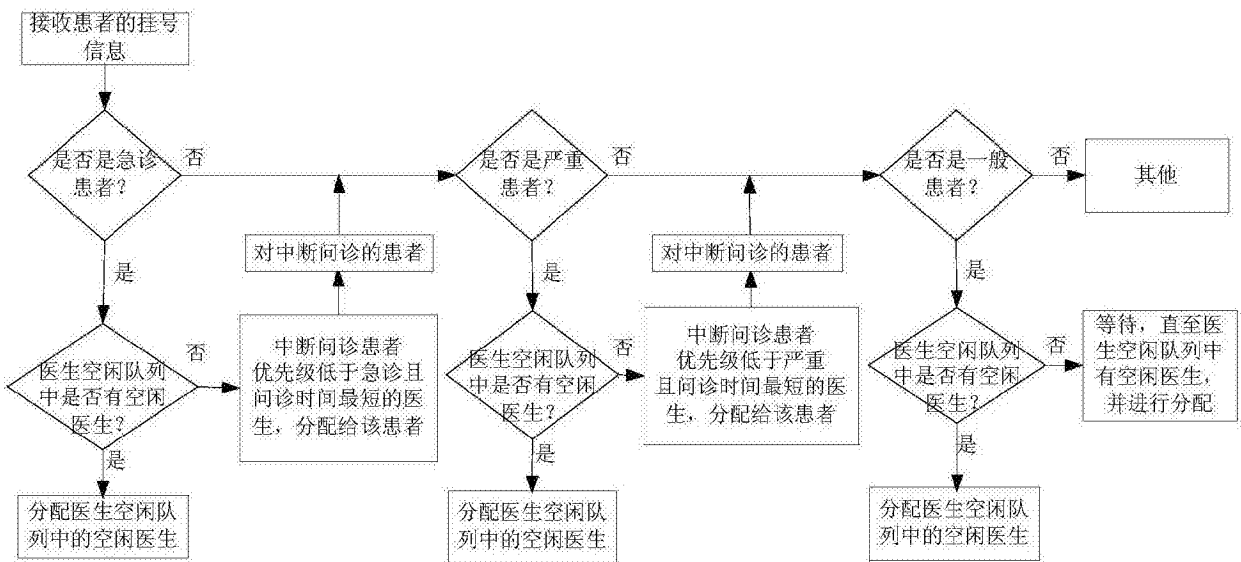 接收患者的挂号
信息
是否是急诊
患者？
否
是
医生空闲队列
中是否有空闲
医生？
否
是
分配医生空闲队
列中的空闲医生
对中断问诊的患者
中断问诊患者
优先级低于急诊且
问诊时间最短的医
生，分配给该患者
是否是严重
患者？
否
是
医生空闲队列
中是否有空闲
医生？
否
是
分配医生空闲队
列中的空闲医生
对中断问诊的患者
中断问诊患者
优先级低于严重
且问诊时间最短的医
生，分配给该患者
是否是一般
患者？
否
其他
是
医生空闲队列
中是否有空闲
医生？
否
等待，直至医
生空闲队列中
有空闲医生，
并进行分配
是
分配医生空闲队
列中的空闲医生